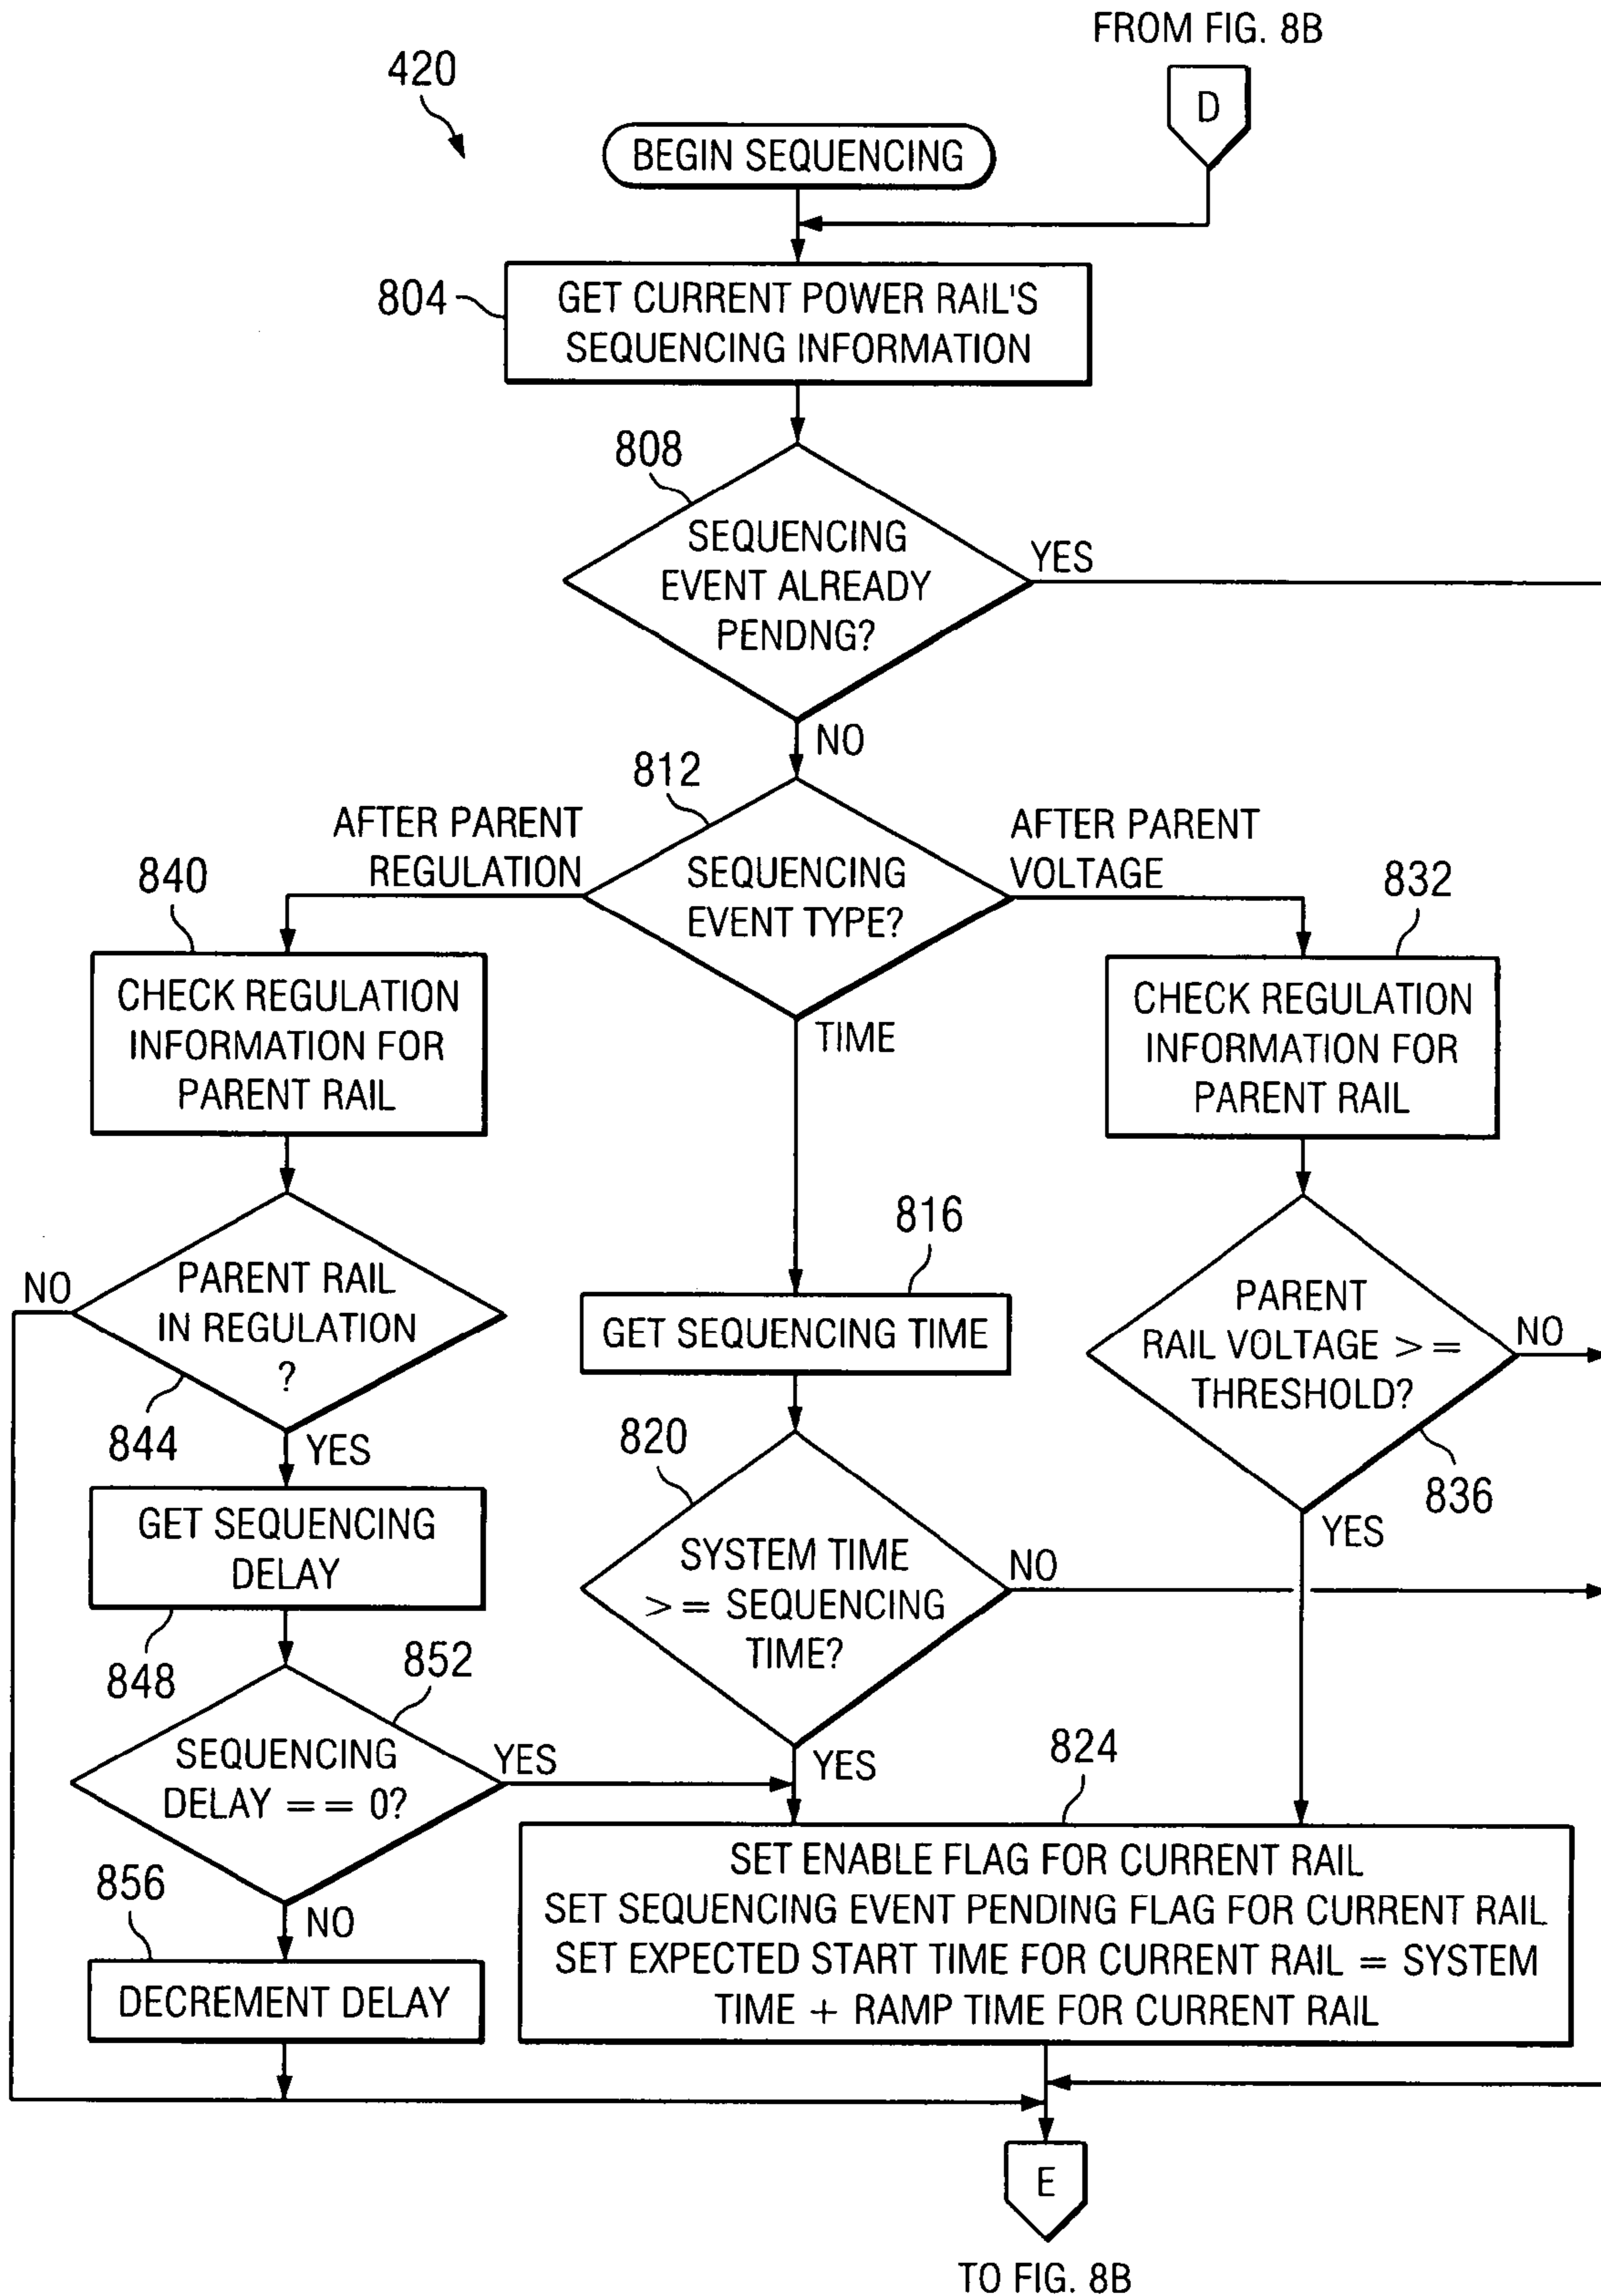 FROM FIG. 8B
420
D
BEGIN SEQUENCING
804
GET CURRENT POWER RAIL'S
SEQUENCING INFORMATION
808
SEQUENCING
EVENT ALREADY
PENDNG?
YES
NO
812
AFTER PARENT
REGULATION
SEQUENCING
EVENT TYPE?
AFTER PARENT
VOLTAGE
TIME
840
CHECK REGULATION
INFORMATION FOR
PARENT RAIL
832
CHECK REGULATION
INFORMATION FOR
PARENT RAIL
816
GET SEQUENCING TIME
NO
PARENT RAIL
IN REGULATION
?
844
YES
PARENT
RAIL VOLTAGE >=
THRESHOLD?
NO
836
YES
820
SYSTEM TIME
>= SEQUENCING
TIME?
NO
YES
GET SEQUENCING
DELAY
848
852
SEQUENCING
DELAY == 0?
YES
NO
856
DECREMENT DELAY
824
SET ENABLE FLAG FOR CURRENT RAIL
SET SEQUENCING EVENT PENDING FLAG FOR CURRENT RAIL
SET EXPECTED START TIME FOR CURRENT RAIL = SYSTEM
TIME + RAMP TIME FOR CURRENT RAIL
E
TO FIG. 8B